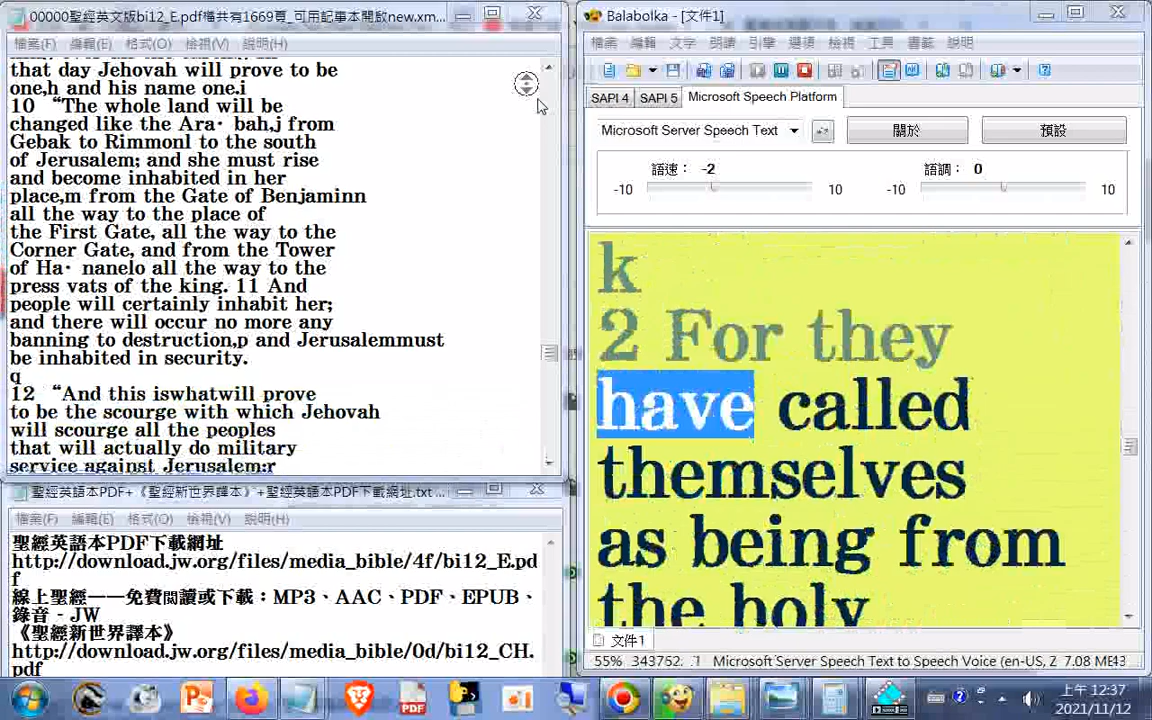 00000聖經英文版bi12_E.pdf檔共有1669頁_可用記事本開啟new.xm...
檔案(F) 編輯(E) 格式(O) 檢視(V) 說明(H)
that day Jehovah will prove to be
one,h and his name one.i
10 “The whole land will be
changed like the Ara· bah,j from
Gebak to Rimmonl to the south
of Jerusalem; and she must rise
and become inhabited in her
place,m from the Gate of Benjaminn
all the way to the place of
the First Gate, all the way to the
Corner Gate, and from the Tower
of Ha· nanelo all the way to the
press vats of the king. 11 And
people will certainly inhabit her;
and there will occur no more any
banning to destruction,p and Jerusalemmust
be inhabited in security.
q
12 “And this iswhatwill prove
to be the scourge with which Jehovah
will scourge all the peoples
that will actually do military
service against Jerusalem:r
聖經英語本PDF+《聖經新世界譯本》+聖經英語本PDF下載網址.txt ...
檔案(F) 編輯(E) 格式(O) 檢視(V) 說明(H)
聖經英語本PDF下載網址
http://download.jw.org/files/media_bible/4f/bi12_E.pd
f
線上聖經——免費閱讀或下載：MP3、AAC、PDF、EPUB、
錄音 - JW
《聖經新世界譯本》
http://download.jw.org/files/media_bible/0d/bi12_CH.
pdf
Balabolka - [文件1]
檔案 編輯 文字 朗讀 引擎 選項 檢視 工具 書籤 說明
SAPI 4 SAPI 5 Microsoft Speech Platform
Microsoft Server Speech Text 關於 預設
語速： -2 語調： 0
-10 10 -10 10
k
2 For they
have called
themselves
as being from
the holy
文件1
55% 343752. Microsoft Server Speech Text to Speech Voice (en-US, Z 7.08 ME
上午 12:37
2021/11/12